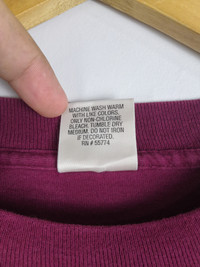 MACHINE WASH WARM
WITH LIKE COLORS,
ONLY NON-CHLORINE
BLEACH, TUMBLE DRY
MEDIUM. DO NOT IRON
IF DECORATED.
RN # 55774